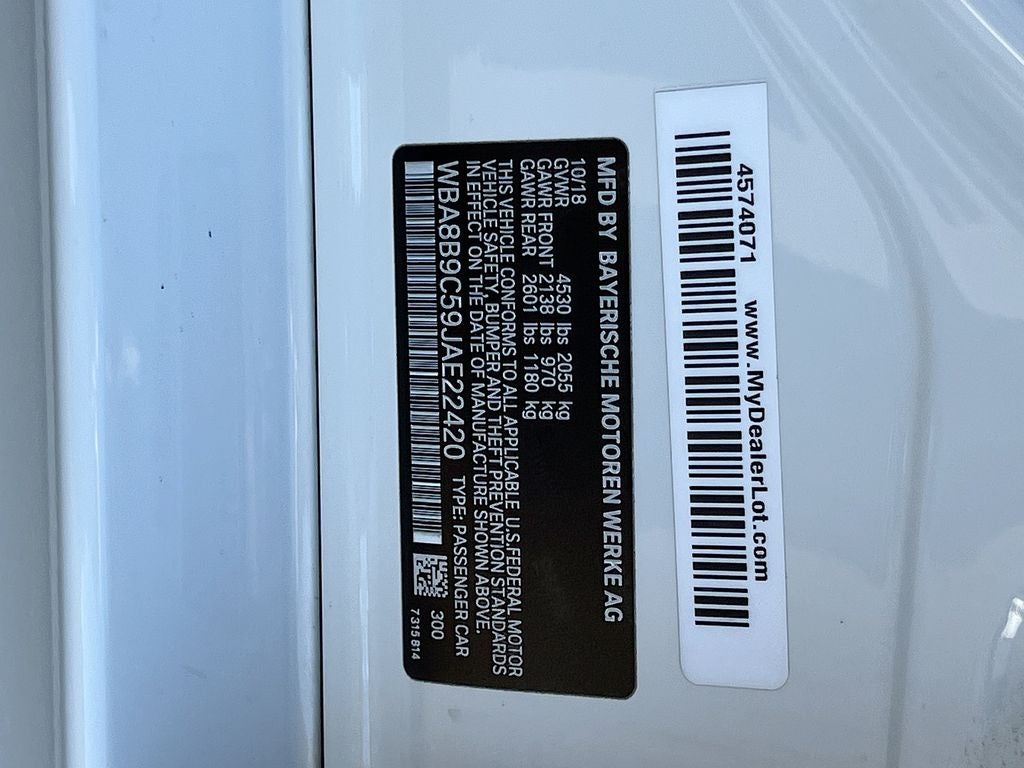 4574071 www.MyDealerLot.com
MFD BY BAYERISCHE MOTOREN WERKE AG
10/18
GVWR 4530 lbs 2055 kg
GAWR FRONT 2138 lbs 970 kg
GAWR REAR 2601 lbs 1180 kg
THIS VEHICLE CONFORMS TO ALL APPLICABLE U.S.FEDERAL MOTOR
VEHICLE SAFETY, BUMPER AND THEFT PREVENTION STANDARDS
IN EFFECT ON THE DATE OF MANUFACTURE SHOWN ABOVE.
WBA8B9C59JAE22420 TYPE: PASSENGER CAR
300
7315814